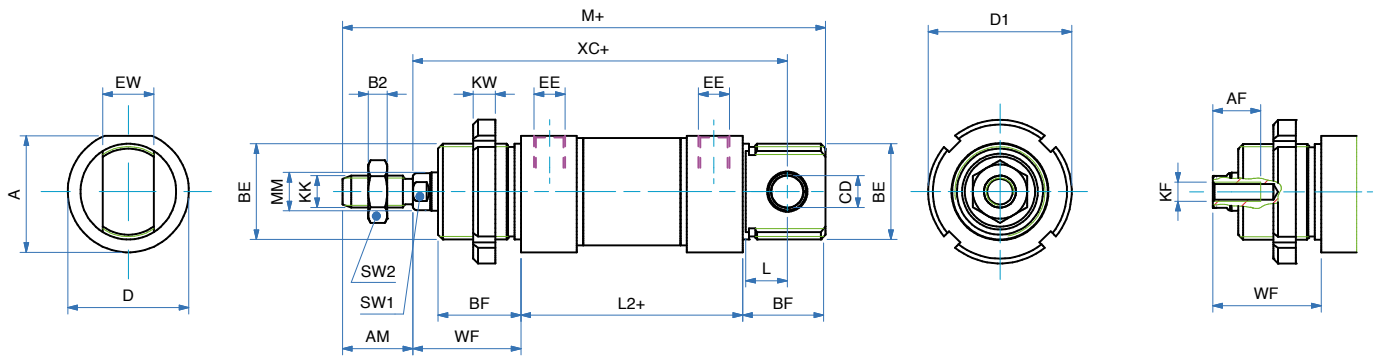 M+
D1
XC+
EW
B2
KW
EE
EE
AF
A
BE
MM
KK
CD
BE
KF
SW2
L
SW1
D
BF
L2+
BF
WF
AM
WF